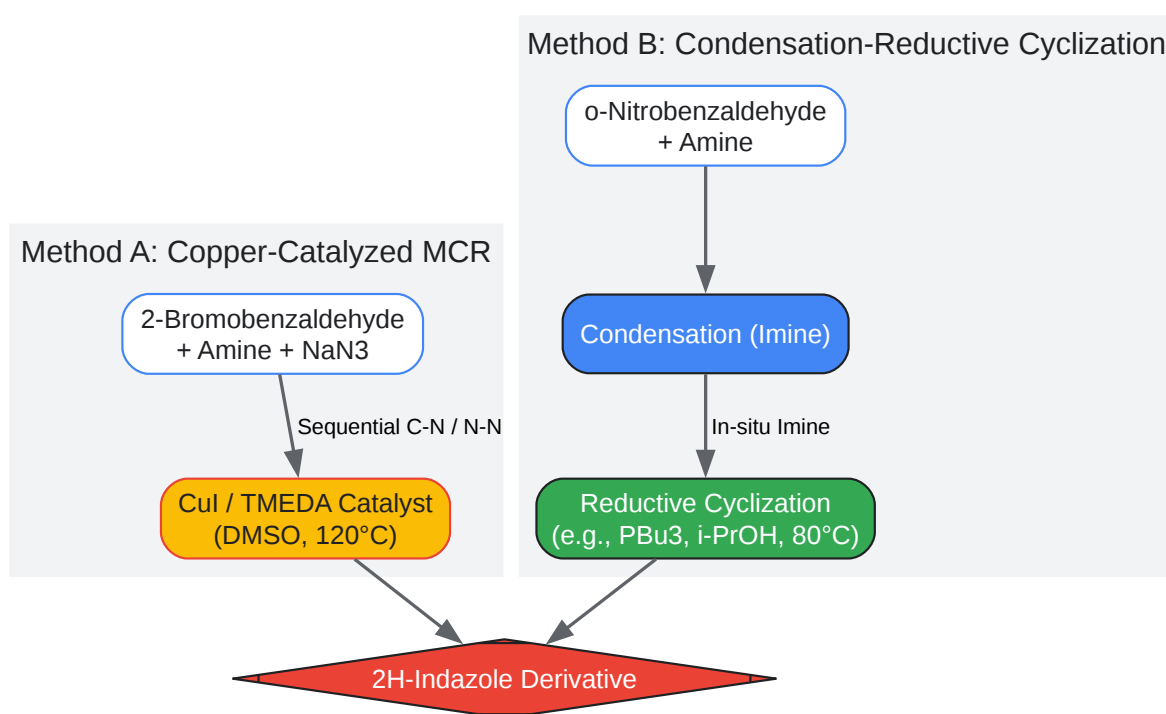 Method B: Condensation-Reductive Cyclization
o-Nitrobenzaldehyde
+ Amine
Method A: Copper-Catalyzed MCR
2-Bromobenzaldehyde
+ Amine + NaN3
Condensation (Imine)
Sequential C-N / N-N
In-situ Imine
CuI / TMEDA Catalyst
(DMSO, 120°C)
Reductive Cyclization
(e.g., PBu3, i-PrOH, 80°C)
2H-Indazole Derivative